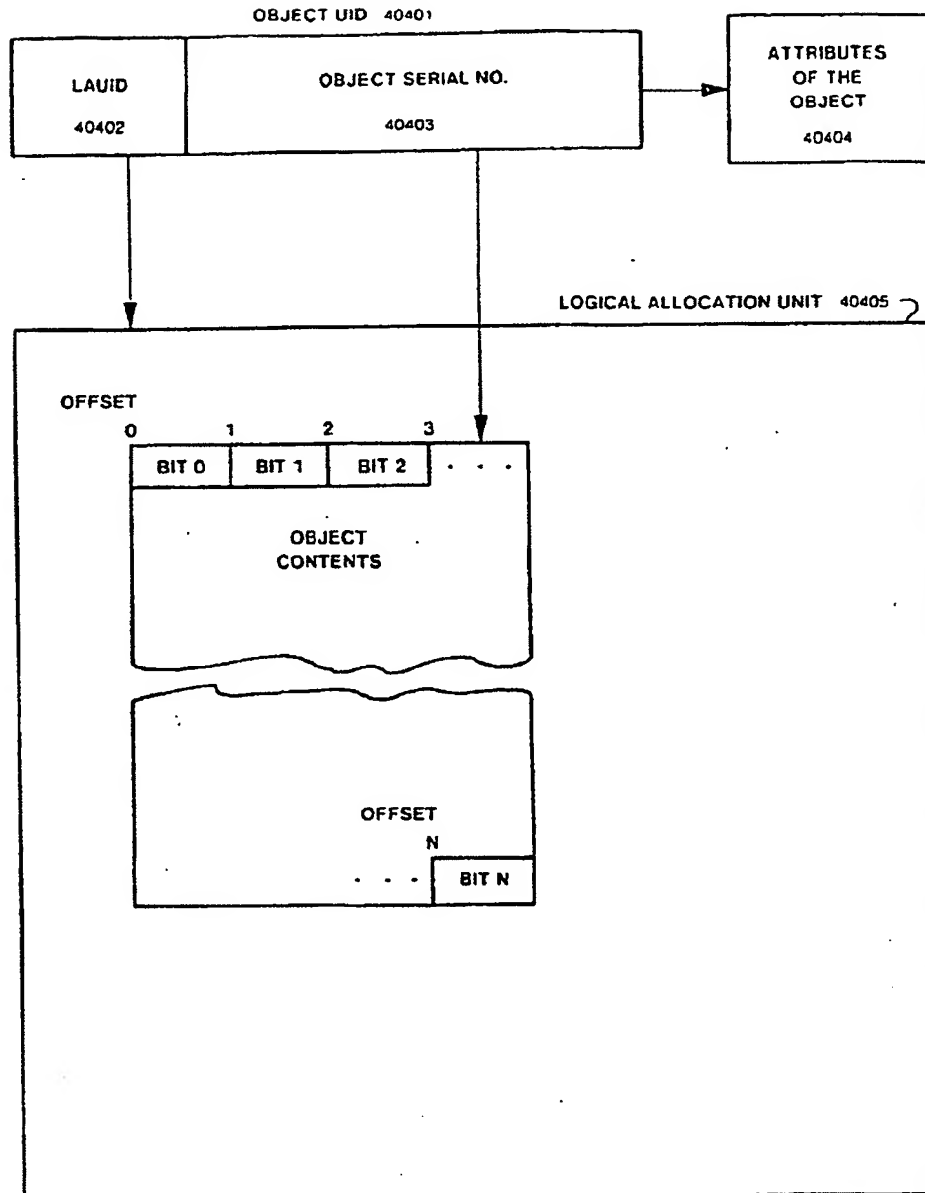 OBJECT UID 40401
LAUID
40402
OBJECT SERIAL NO.
40403
ATTRIBUTES
OF THE
OBJECT
40404
LOGICAL ALLOCATION UNIT 40405
OFFSET
0 1 2 3
BIT 0 BIT 1 BIT 2 . . .
OBJECT
CONTENTS
OFFSET
N
. . . BIT N